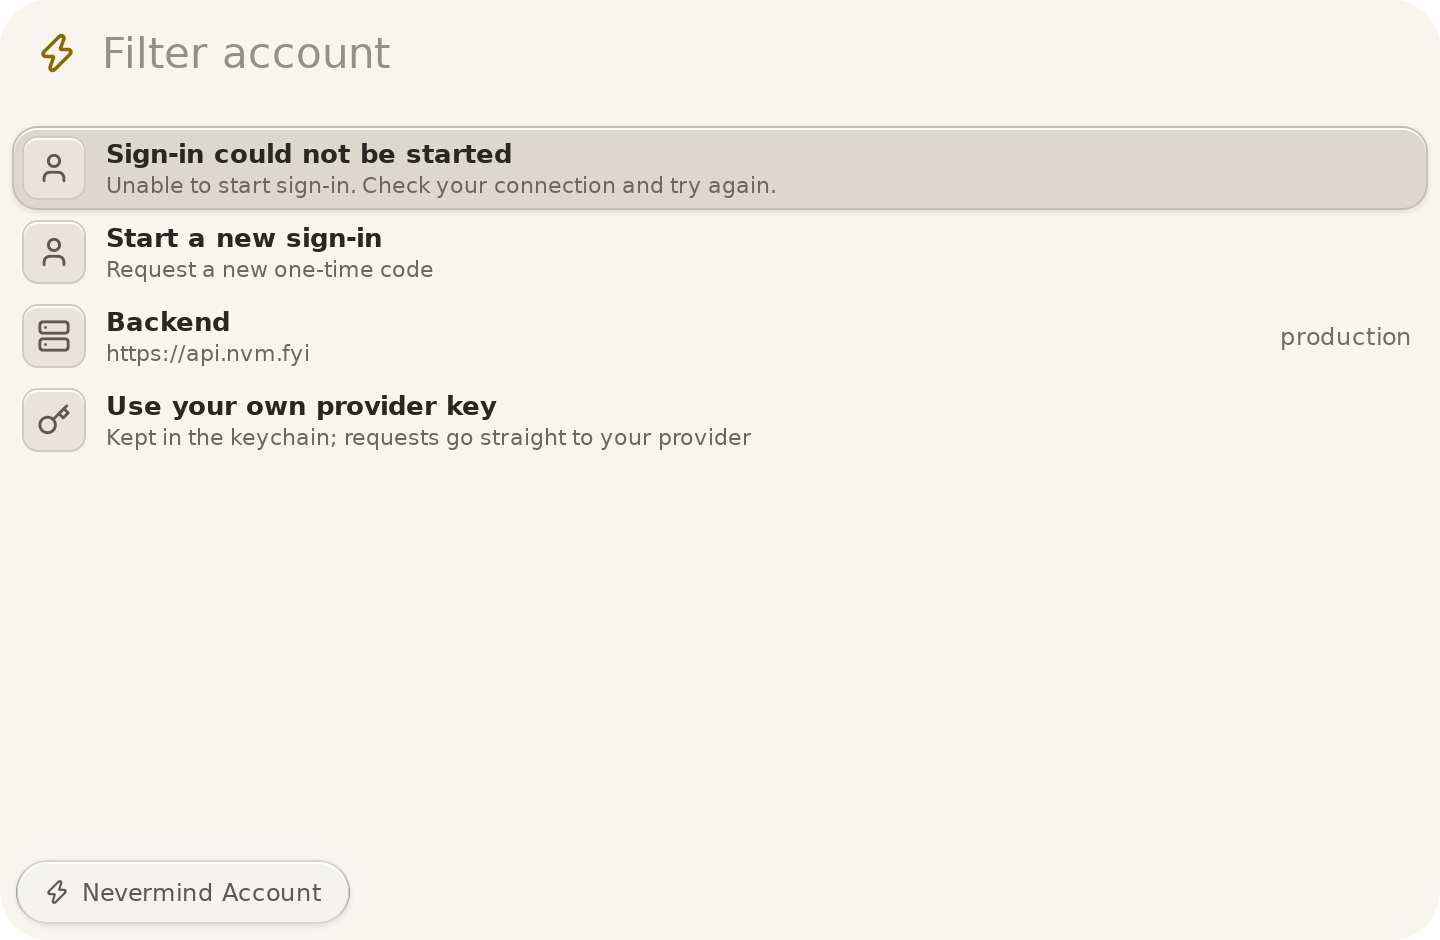 Filter account
Sign-in could not be started
Unable to start sign-in. Check your connection and try again.
Start a new sign-in
Request a new one-time code
Backend
https://api.nvm.fyi
production
Use your own provider key
Kept in the keychain; requests go straight to your provider
Nevermind Account